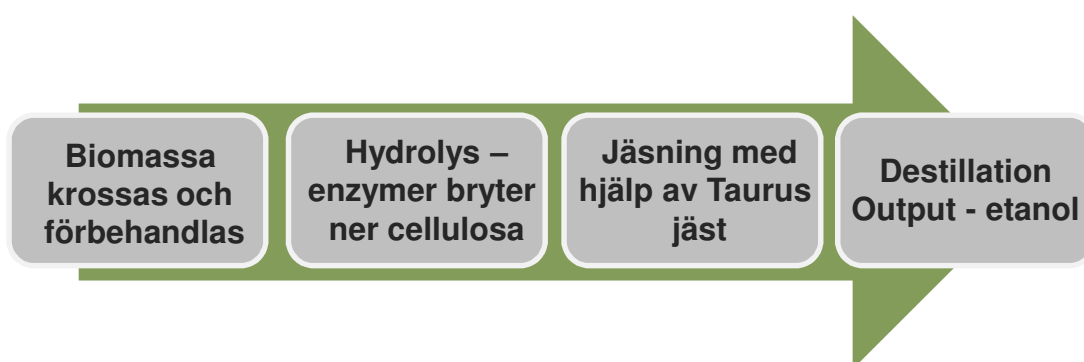 Biomassa
krossas och
förbehandlas
Hydrolys –
enzymer bryter
ner cellulosa
Jäsning med
hjälp av Taurus
jäst
Destillation
Output - etanol